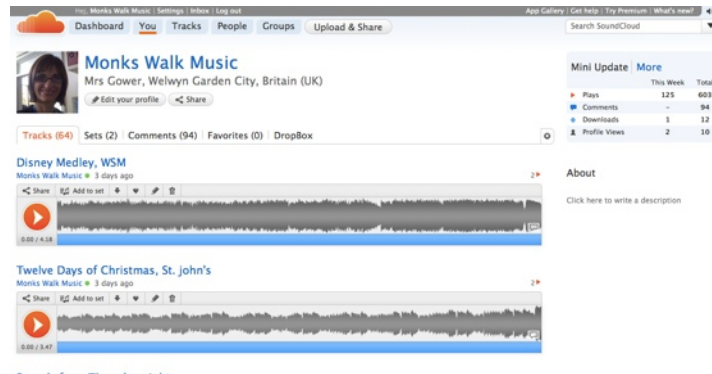 Hej, Monks Walk Music | Settings | Inbox | Log out
App Gallery | Get help | Try Premium | What's new?
Dashboard You Tracks People Groups Upload & Share
Search SoundCloud
Monks Walk Music
Mrs Gower, Welwyn Garden City, Britain (UK)
Edit your profile Share
Mini Update More
This Week Total
Plays 125 603
Comments - 94
Downloads 1 12
Profile Views 2 10
Tracks (64) Sets (2) Comments (94) Favorites (0) DropBox
About
Click here to write a description
Disney Medley, WSM
Monks Walk Music 3 days ago 2
Share Add to set
0.00 / 4.18
Twelve Days of Christmas, St. john's
Monks Walk Music 3 days ago 2
Share Add to set
0.00 / 3.47